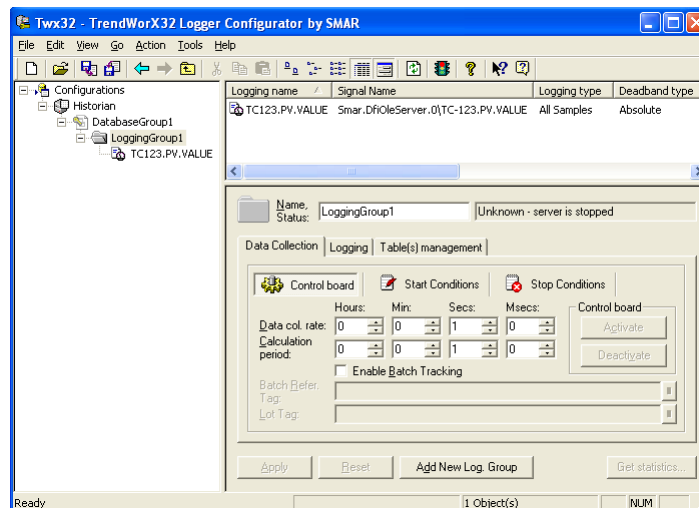 Twx32 - TrendWorX32 Logger Configurator by SMAR
File Edit View Go Action Tools Help
Configurations
Historian
DatabaseGroup1
LoggingGroup1
TC123.PV.VALUE
Logging name Signal Name Logging type Deadband type
TC123.PV.VALUE Smar.DfiOleServer.0\TC-123.PV.VALUE All Samples Absolute
Name,
Status: LoggingGroup1 Unknown - server is stopped
Data Collection Logging Table(s) management
Control board Start Conditions Stop Conditions
Hours: Min: Secs: Msecs: Control board
Data col. rate: 0 0 1 0 Activate
Calculation
period: 0 0 1 0 Deactivate
Enable Batch Tracking
Batch Refer.
Tag:
Lot Tag:
Apply Reset Add New Log. Group Get statistics...
Ready 1 Object(s) NUM